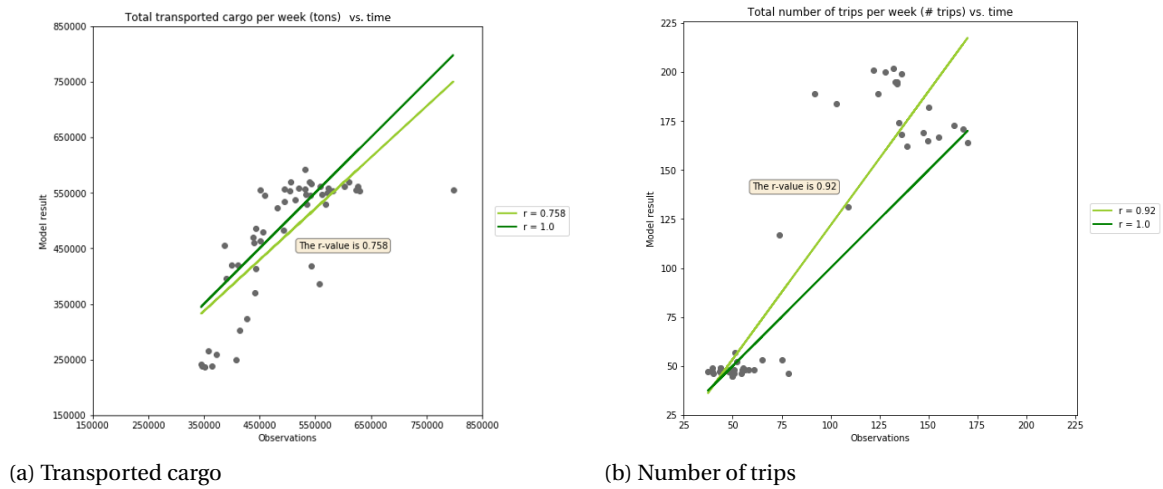 Total transported cargo per week (tons) vs. time
850000
750000
650000
550000
450000
350000
250000
150000
Model result
150000 250000 350000 450000 550000 650000 750000 850000
Observations
The r-value is 0.758
r = 0.758
r = 1.0
(a) Transported cargo
Total number of trips per week (# trips) vs. time
225
200
175
150
125
100
75
50
25
Model result
25 50 75 100 125 150 175 200 225
Observations
The r-value is 0.92
r = 0.92
r = 1.0
(b) Number of trips